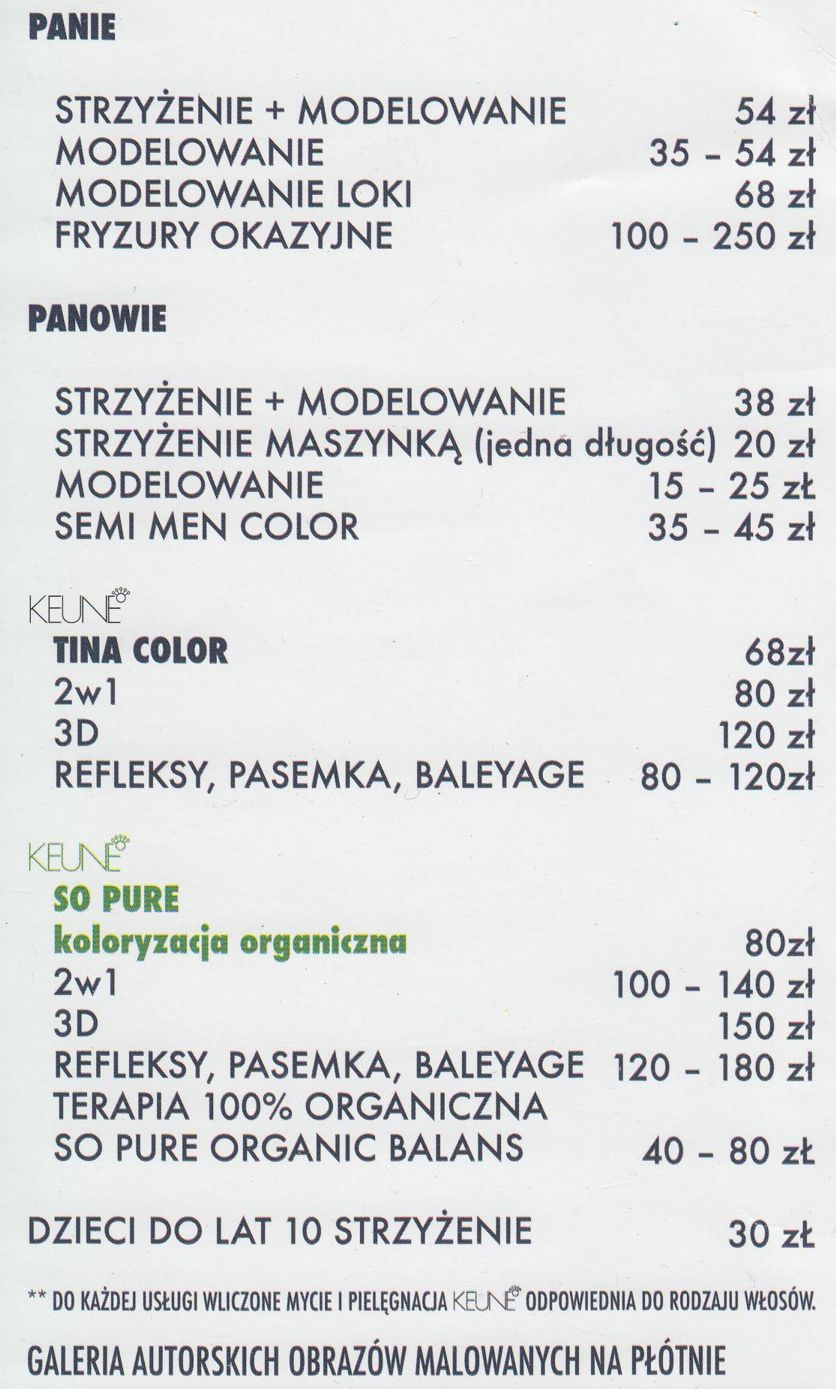 PANIE
STRZYŻENIE + MODELOWANIE 54 zł
MODELOWANIE 35 – 54 zł
MODELOWANIE LOKI 68 zł
FRYZURY OKAZYJNE 100 – 250 zł
PANOWIE
STRZYŻENIE + MODELOWANIE 38 zł
STRZYŻENIE MASZYNKĄ (jedna długość) 20 zł
MODELOWANIE 15 – 25 zŁ
SEMI MEN COLOR 35 – 45 zł
KEUNE
TINA COLOR 68zł
2w1 80 zł
3D 120 zł
REFLEKSY, PASEMKA, BALEYAGE 80 – 120zł
KEUNE
SO PURE
koloryzacja organiczna 80zł
2w1 100 – 140 zł
3D 150 zł
REFLEKSY, PASEMKA, BALEYAGE 120 – 180 zł
TERAPIA 100% ORGANICZNA
SO PURE ORGANIC BALANS 40 – 80 zŁ
DZIECI DO LAT 10 STRZYŻENIE 30 zŁ
** DO KAŻDEJ USŁUGI WLICZONE MYCIE I PIELĘGNACJA KEUNE ODPOWIEDNIA DO RODZAJU WŁOSÓW.
GALERIA AUTORSKICH OBRAZÓW MALOWANYCH NA PŁÓTNIE